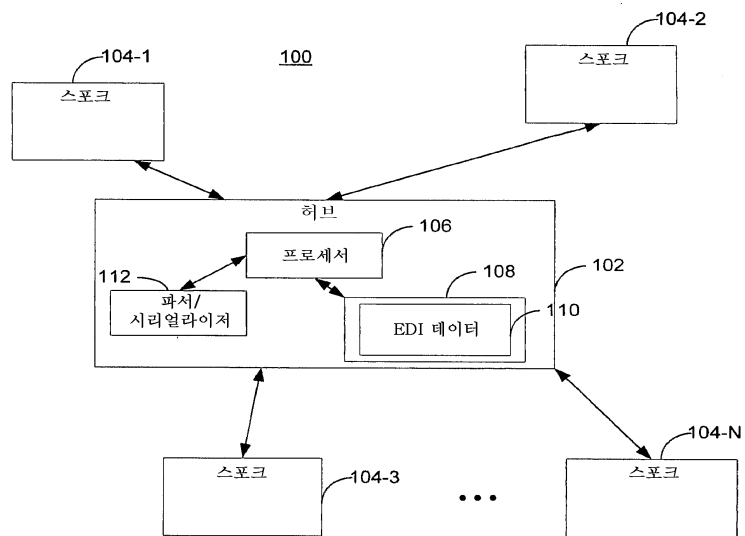 104-1
100
104-2
스포크
스포크
허브
106
프로세서
102
112
108
파서/
시리얼라이저
110
EDI 데이터
104-N
스포크
스포크
104-3